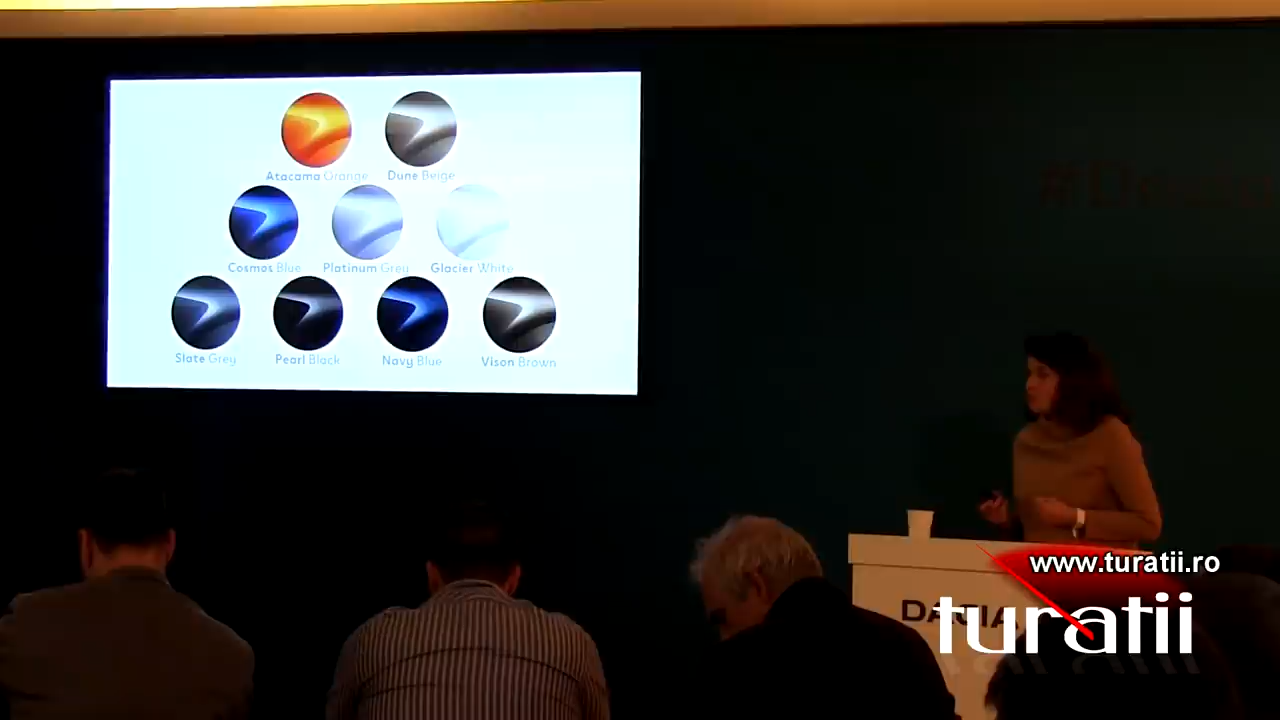 Atacama Orange Dune Beige
Cosmos Blue Platinum Grey Glacier White
Slate Grey Pearl Black Navy Blue Vison Brown
www.turatii.ro
DACIA
turatii